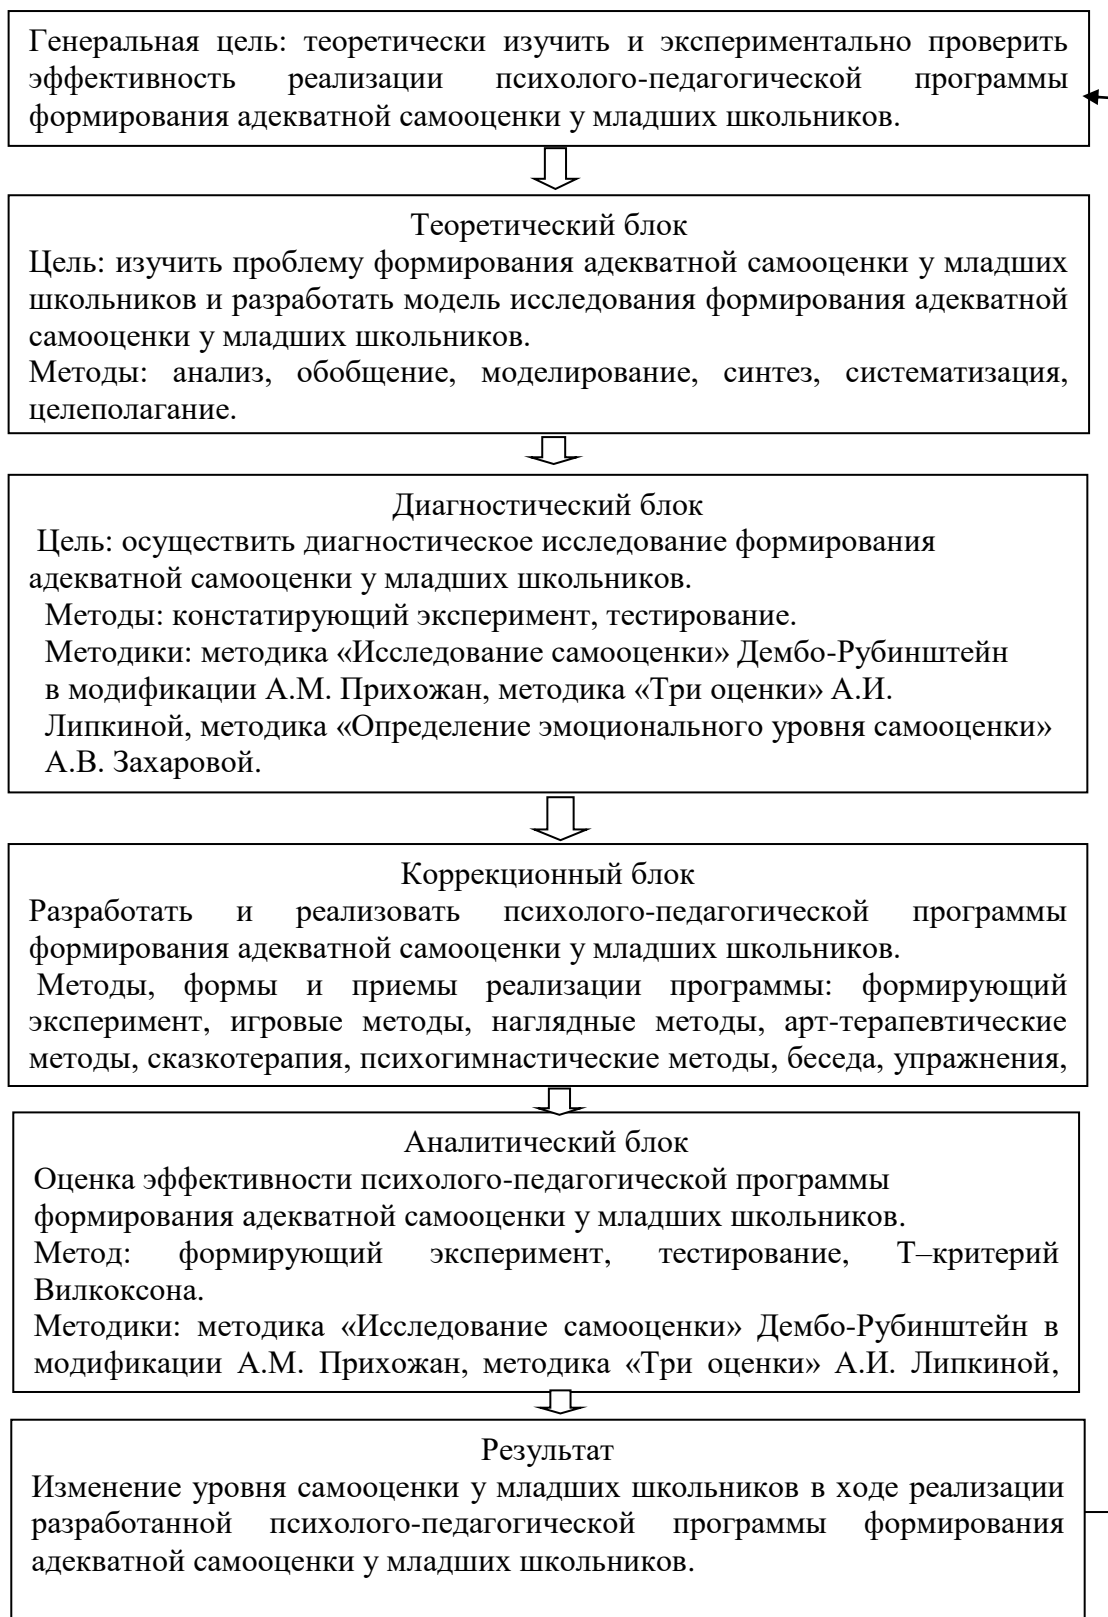 Генеральная цель: теоретически изучить и экспериментально проверить
эффективность реализации психолого-педагогической программы
формирования адекватной самооценки у младших школьников.
Теоретический блок
Цель: изучить проблему формирования адекватной самооценки у младших
школьников и разработать модель исследования формирования адекватной
самооценки у младших школьников.
Методы: анализ, обобщение, моделирование, синтез, систематизация,
целеполагание.
Диагностический блок
Цель: осуществить диагностическое исследование формирования
адекватной самооценки у младших школьников.
Методы: констатирующий эксперимент, тестирование.
Методики: методика «Исследование самооценки» Дембо-Рубинштейн
в модификации А.М. Прихожан, методика «Три оценки» А.И.
Липкиной, методика «Определение эмоционального уровня самооценки»
А.В. Захаровой.
Коррекционный блок
Разработать и реализовать психолого-педагогической программы
формирования адекватной самооценки у младших школьников.
Методы, формы и приемы реализации программы: формирующий
эксперимент, игровые методы, наглядные методы, арт-терапевтические
методы, сказкотерапия, психогимнастические методы, беседа, упражнения,
Аналитический блок
Оценка эффективности психолого-педагогической программы
формирования адекватной самооценки у младших школьников.
Метод: формирующий эксперимент, тестирование, Т–критерий
Вилкоксона.
Методики: методика «Исследование самооценки» Дембо-Рубинштейн в
модификации А.М. Прихожан, методика «Три оценки» А.И. Липкиной,
Результат
Изменение уровня самооценки у младших школьников в ходе реализации
разработанной психолого-педагогической программы формирования
адекватной самооценки у младших школьников.